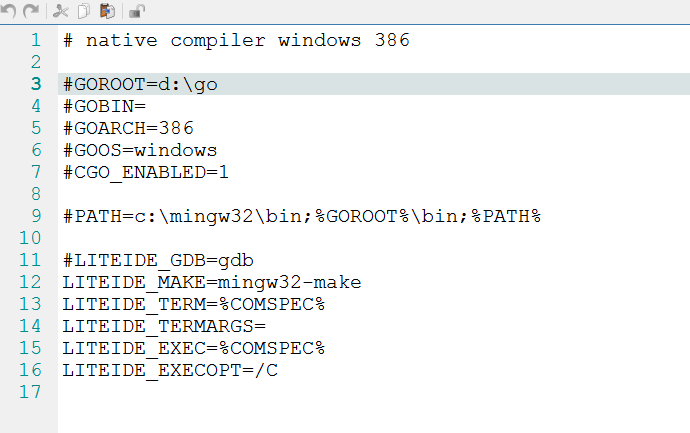 1 # native compiler windows 386
2
3 #GOROOT=d:\go
4 #GOBIN=
5 #GOARCH=386
6 #GOOS=windows
7 #CGO_ENABLED=1
8
9 #PATH=c:\mingw32\bin;%GOROOT%\bin;%PATH%
10
11 #LITEIDE_GDB=gdb
12 LITEIDE_MAKE=mingw32-make
13 LITEIDE_TERM=%COMSPEC%
14 LITEIDE_TERMARGS=
15 LITEIDE_EXEC=%COMSPEC%
16 LITEIDE_EXECOPT=/C
17